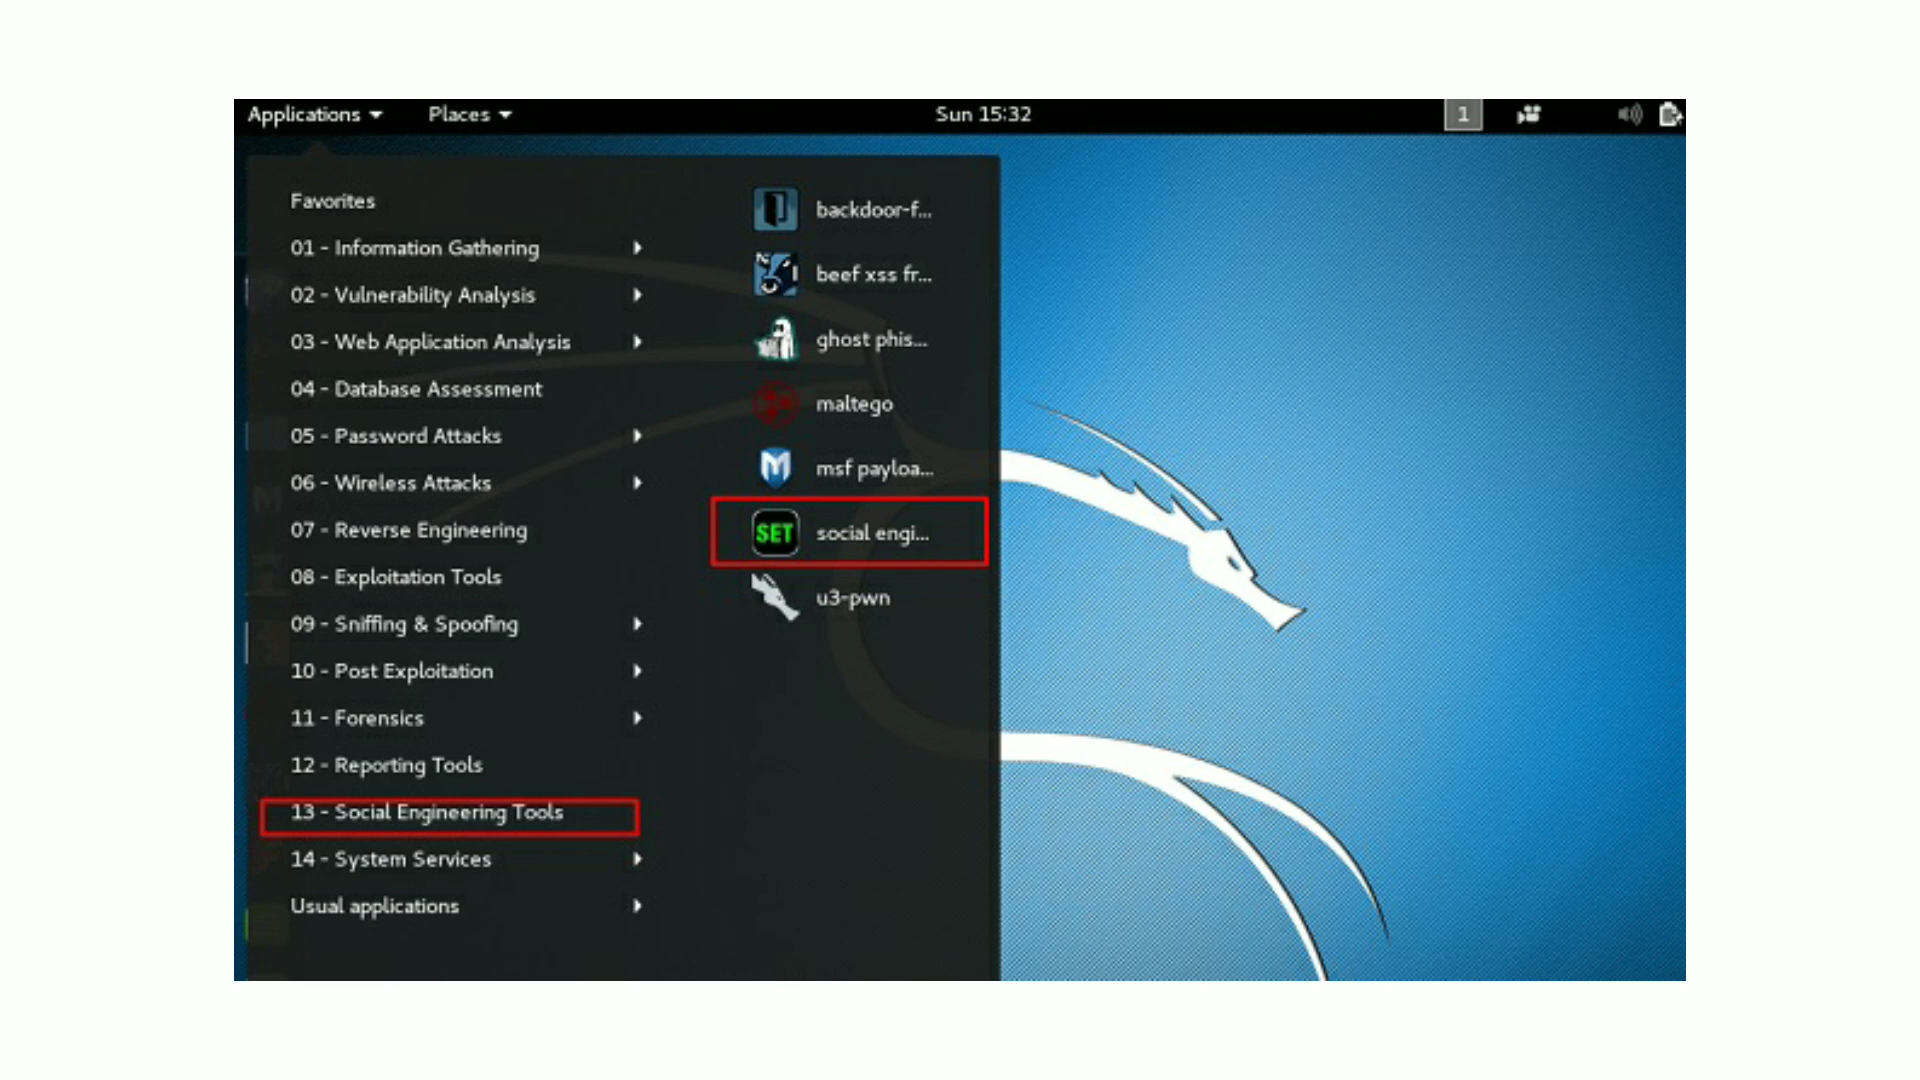 Applications Places Sun 15:32 1
Favorites
01 - Information Gathering
02 - Vulnerability Analysis
03 - Web Application Analysis
04 - Database Assessment
05 - Password Attacks
06 - Wireless Attacks
07 - Reverse Engineering
08 - Exploitation Tools
09 - Sniffing & Spoofing
10 - Post Exploitation
11 - Forensics
12 - Reporting Tools
13 - Social Engineering Tools
14 - System Services
Usual applications
backdoor-f...
beef xss fr...
ghost phis...
maltego
msf payloa...
SET social engi...
u3-pwn